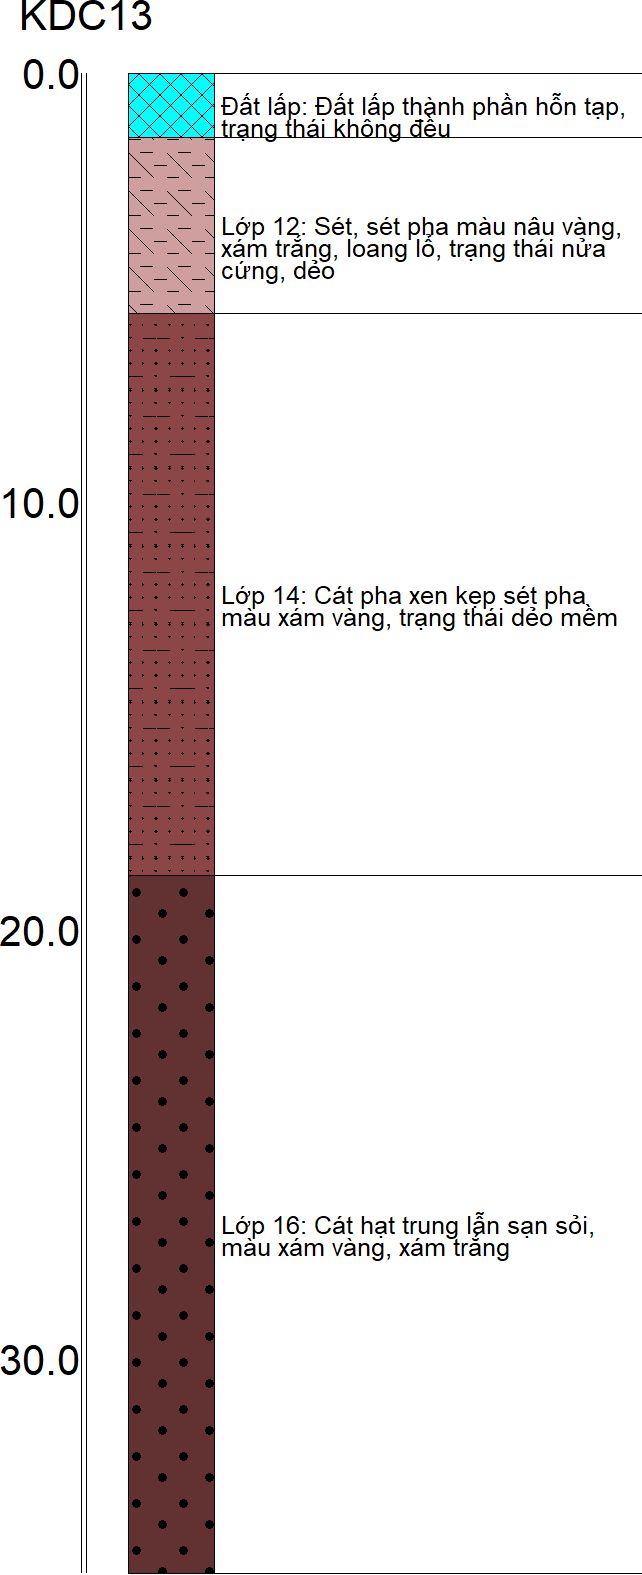 KDC13
0.0
Đất lấp: Đất lấp thành phần hỗn tạp,
trạng thái không đều
Lớp 12: Sét, sét pha màu nâu vàng,
xám trắng, loang lổ, trạng thái nửa
cứng, dẻo
10.0
Lớp 14: Cát pha xen kẹp sét pha
màu xám vàng, trạng thái dẻo mềm
20.0
Lớp 16: Cát hạt trung lẫn sạn sỏi,
màu xám vàng, xám trắng
30.0